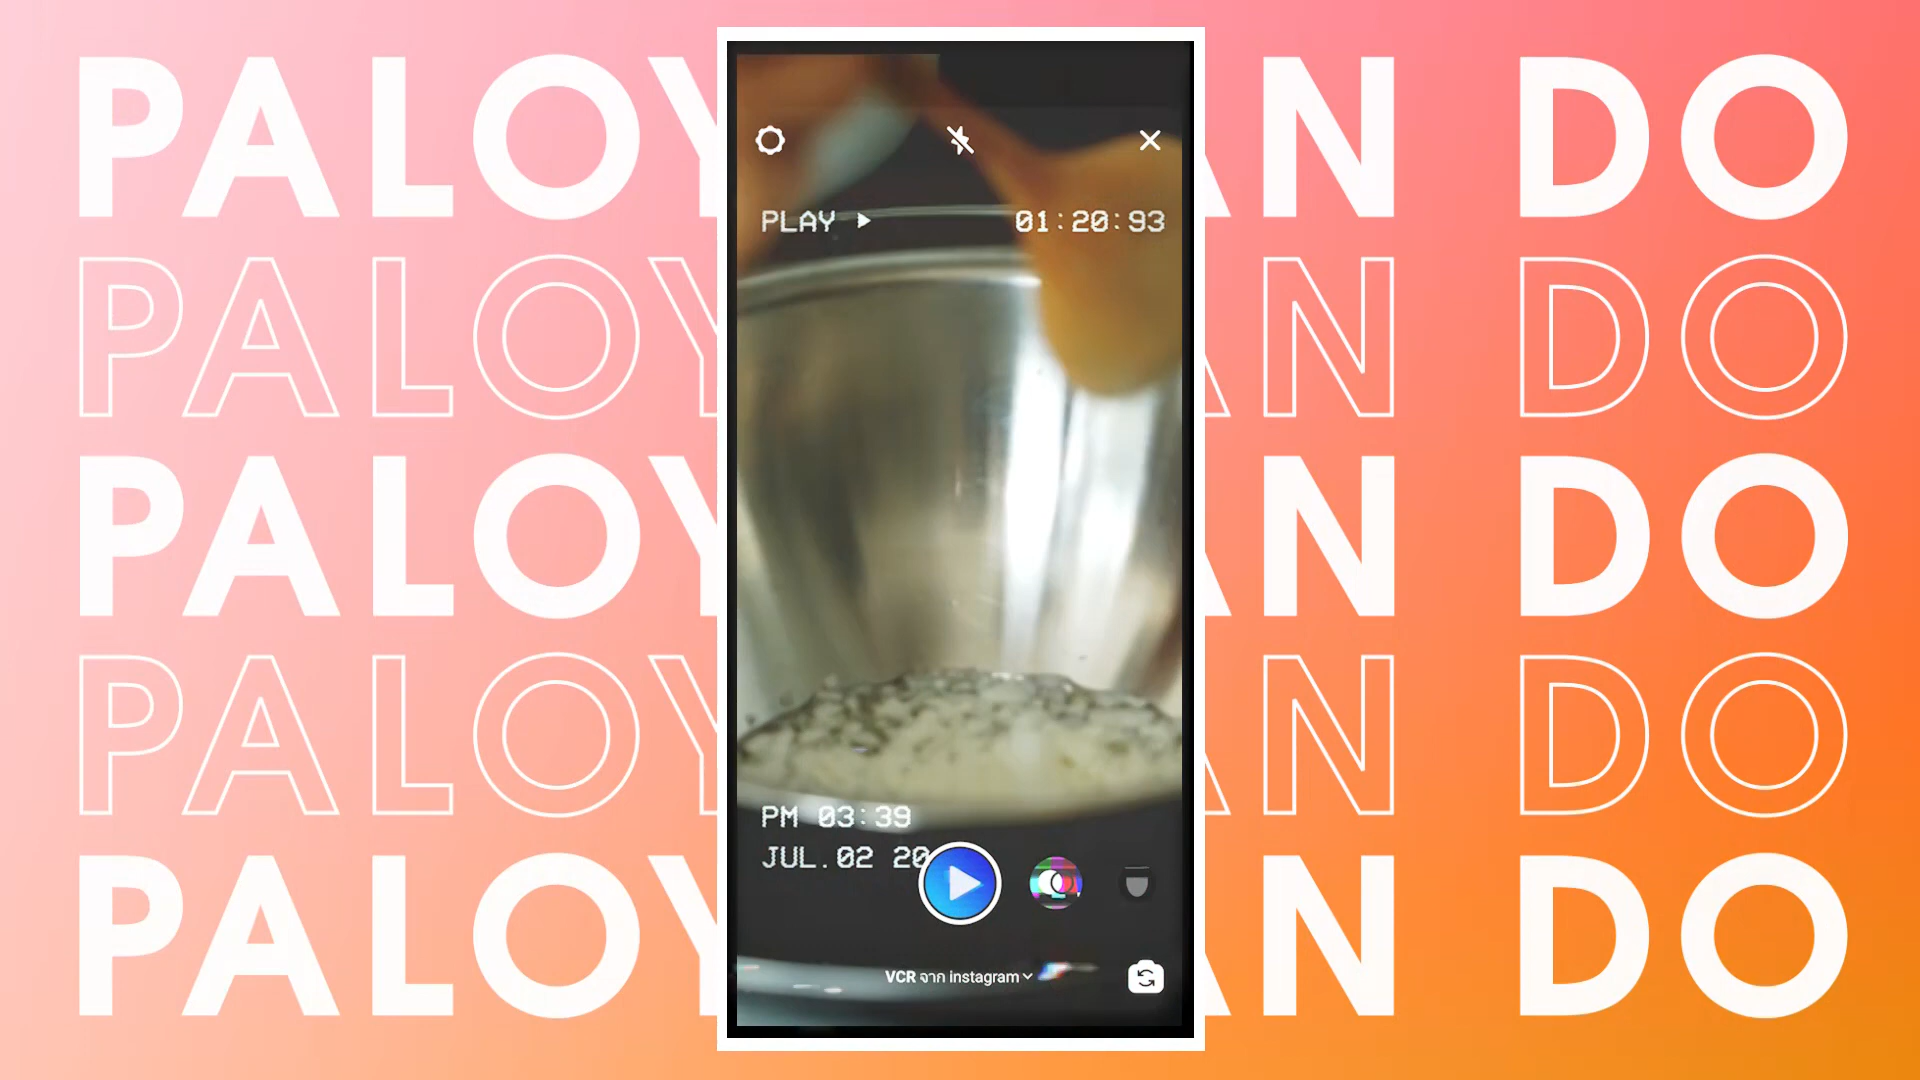 PALOY AN DO
PALOY AN DO
PALOY AN DO
PALOY AN DO
PALOY AN DO
PLAY
01:20:93
PM 03:39
JUL.02 20
VCR จาก instagram